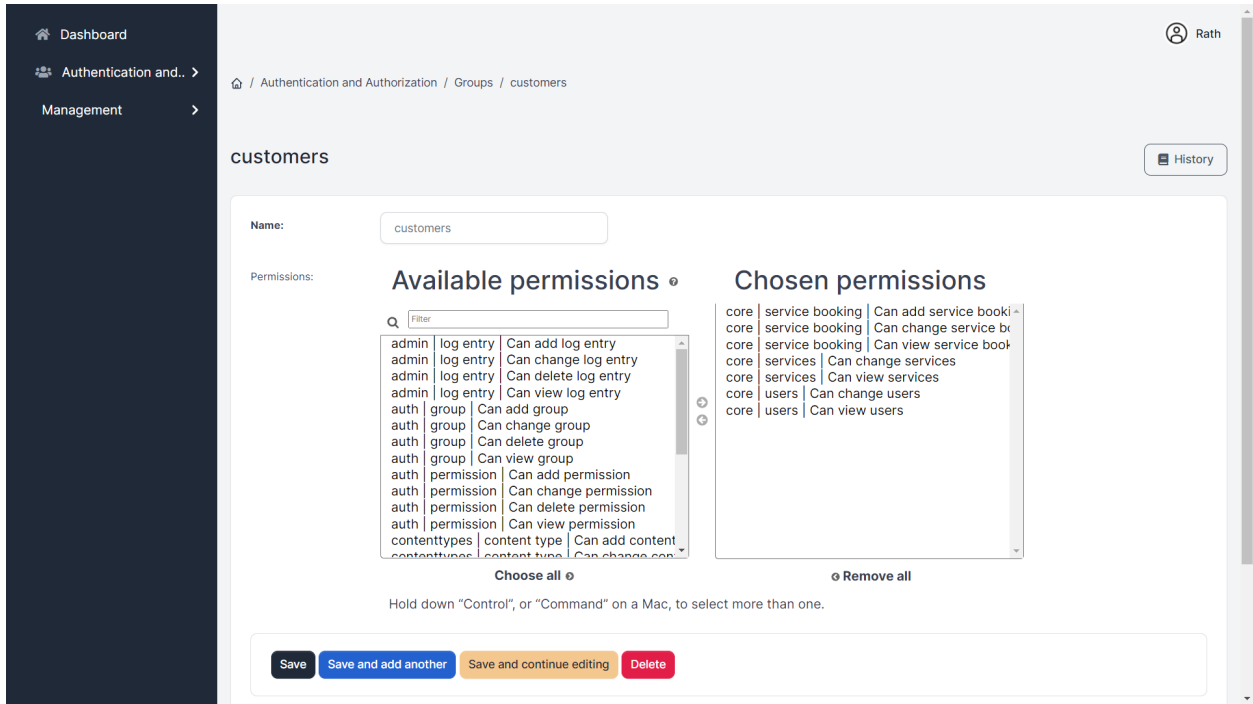 Dashboard
Rath
Authentication and.. >
/ Authentication and Authorization / Groups / customers
Management >
customers
History
Name:
customers
Permissions:
Available permissions
Chosen permissions
Filter
admin | log entry | Can add log entry
admin | log entry | Can change log entry
admin | log entry | Can delete log entry
admin | log entry | Can view log entry
auth | group | Can add group
auth | group | Can change group
auth | group | Can delete group
auth | group | Can view group
auth | permission | Can add permission
auth | permission | Can change permission
auth | permission | Can delete permission
auth | permission | Can view permission
contenttypes | content type | Can add content
contenttypes | content type | Can change con
core | service booking | Can add service booki
core | service booking | Can change service bo
core | service booking | Can view service book
core | services | Can change services
core | services | Can view services
core | users | Can change users
core | users | Can view users
Choose all
Remove all
Hold down “Control”, or “Command” on a Mac, to select more than one.
Save
Save and add another
Save and continue editing
Delete